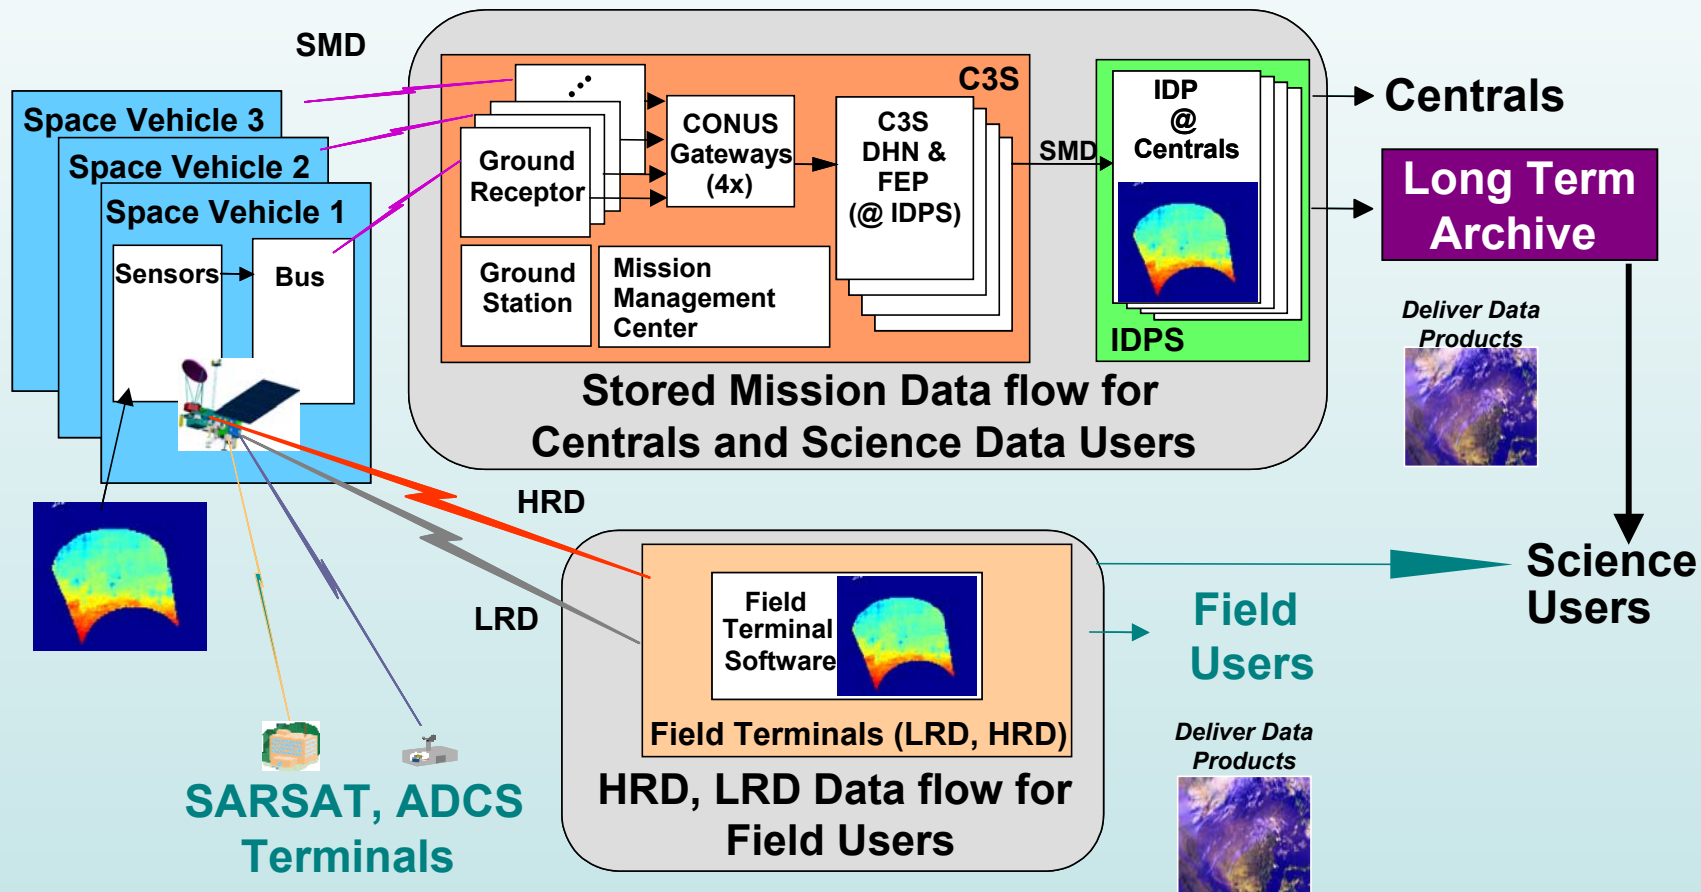 SMD
Space Vehicle 3
Space Vehicle 2
Space Vehicle 1
Sensors
Bus
C3S
Ground
Receptor
CONUS
Gateways
(4x)
C3S
DHN &
FEP
(@ IDPS)
Ground
Station
Mission
Management
Center
SMD
IDP
@
Centrals
IDPS
Stored Mission Data flow for
Centrals and Science Data Users
Centrals
Long Term
Archive
Deliver Data
Products
Science
Users
HRD
LRD
Field
Terminal
Software
Field Terminals (LRD, HRD)
HRD, LRD Data flow for
Field Users
Field
Users
Deliver Data
Products
SARSAT, ADCS
Terminals